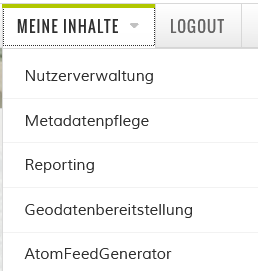 MEINE INHALTE LOGOUT
Nutzerverwaltung
Metadatenpflege
Reporting
Geodatenbereitstellung
AtomFeedGenerator